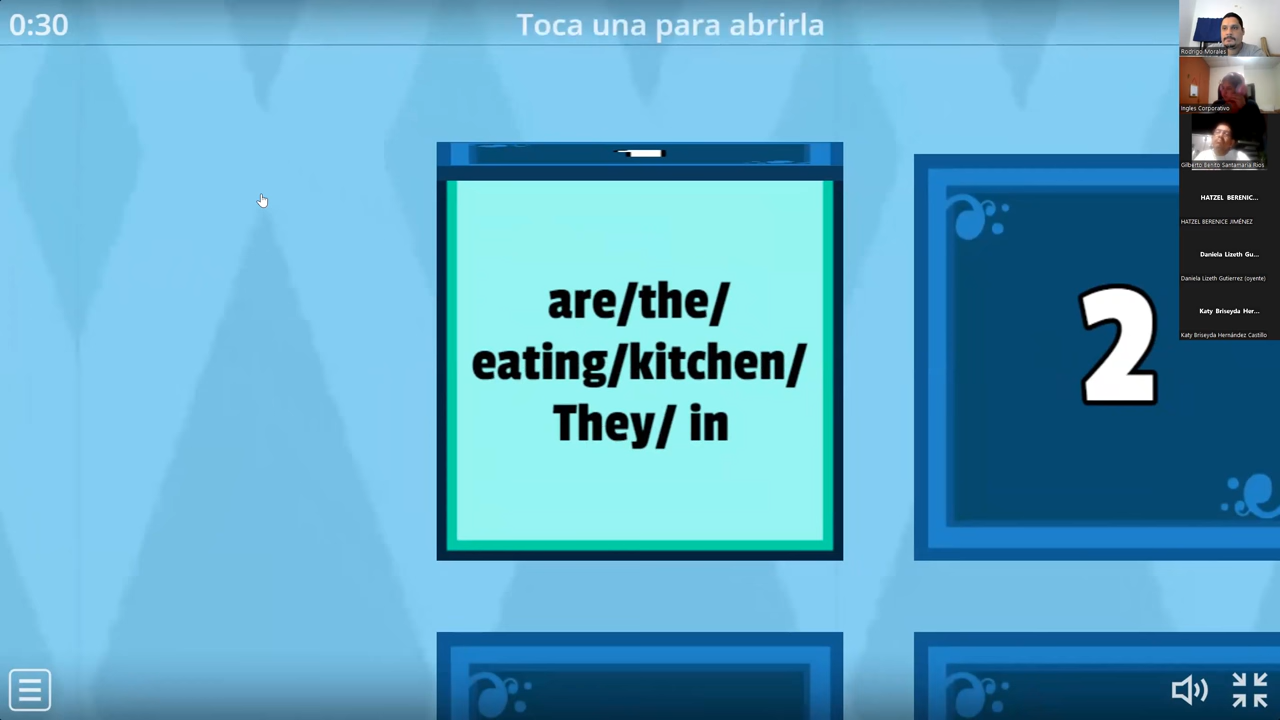 0:30
Toca una para abrirla
are/the/
eating/kitchen/
They/ in
2
Rodrigo Morales
Ingles Corporativo
Gilberto Benito Santamaria Rios
HATZEL BERENIC...
HATZEL BERENICE JIMÉNEZ
Daniela Lizeth Gu...
Daniela Lizeth Gutierrez (oyente)
Katy Briseyda Her...
Katy Briseyda Hernández Castillo